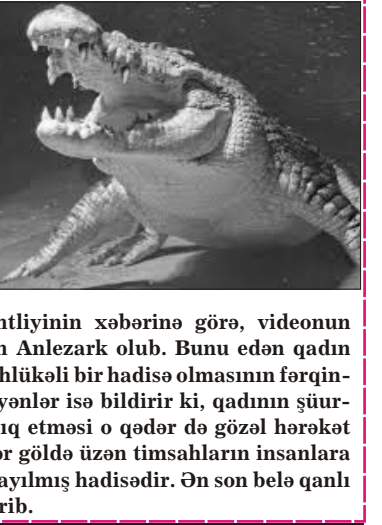 ntliyinin xəbərinə görə, videonun
n Anlezark olub. Bunu edən qadın
hlükəli bir hadisə olmasının fərqin-
yənlər isə bildirir ki, qadının şüur-
ıq etməsi o qədər də gözəl hərəkət
ər göldə üzən timsahların insanlara
ayılmış hadisədir. Ən son belə qanlı
rib.